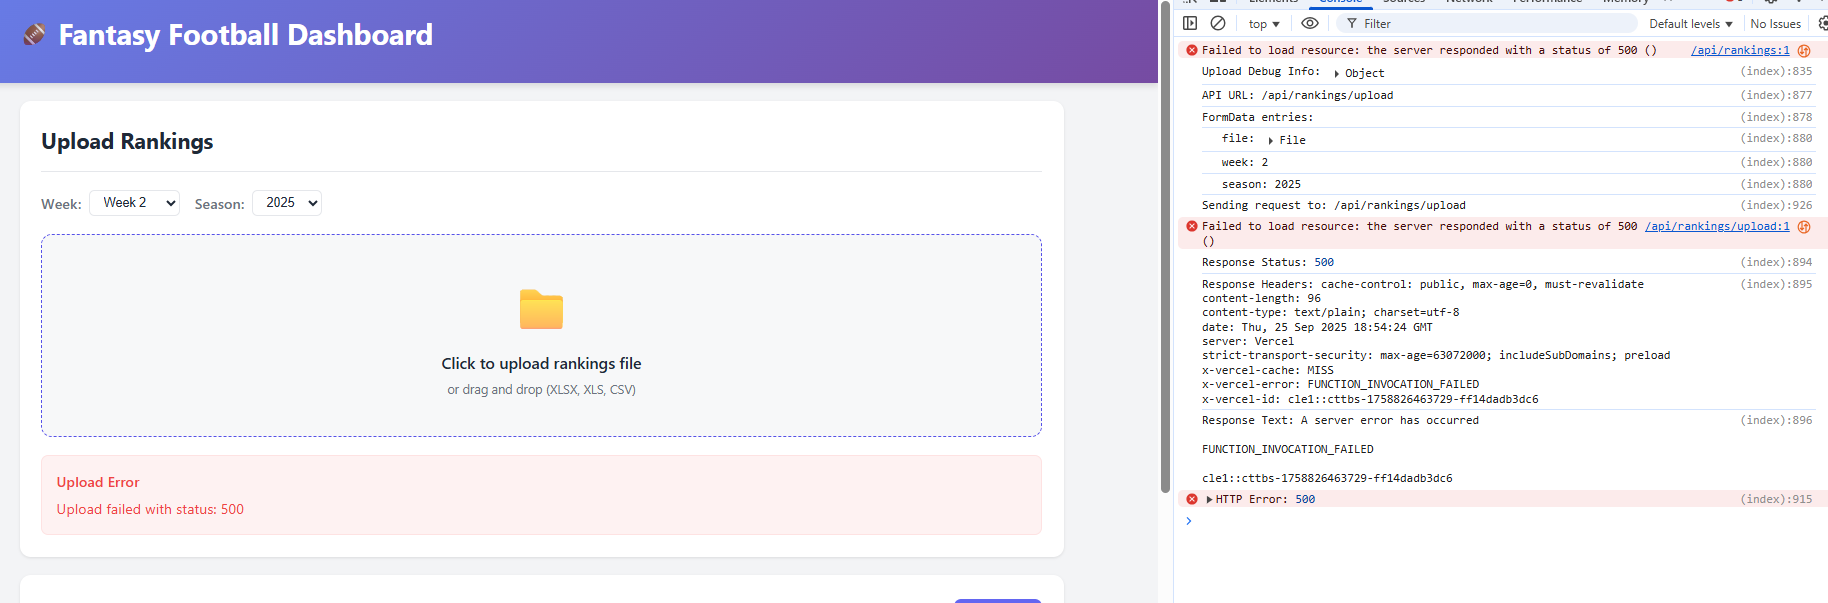 Fantasy Football Dashboard
Upload Rankings
Week: Week 2 Season: 2025
Click to upload rankings file
or drag and drop (XLSX, XLS, CSV)
Upload Error
Upload failed with status: 500
top Filter Default levels No Issues
Failed to load resource: the server responded with a status of 500 () /api/rankings:1
Upload Debug Info: Object (index):835
API URL: /api/rankings/upload (index):877
FormData entries: (index):878
file: File (index):880
week: 2 (index):880
season: 2025 (index):880
Sending request to: /api/rankings/upload (index):926
Failed to load resource: the server responded with a status of 500 /api/rankings/upload:1
()
Response Status: 500 (index):894
Response Headers: cache-control: public, max-age=0, must-revalidate (index):895
content-length: 96
content-type: text/plain; charset=utf-8
date: Thu, 25 Sep 2025 18:54:24 GMT
server: Vercel
strict-transport-security: max-age=63072000; includeSubDomains; preload
x-vercel-cache: MISS
x-vercel-error: FUNCTION_INVOCATION_FAILED
x-vercel-id: cle1::cttbs-1758826463729-ff14dadb3dc6
Response Text: A server error has occurred (index):896
FUNCTION_INVOCATION_FAILED
cle1::cttbs-1758826463729-ff14dadb3dc6
HTTP Error: 500 (index):915